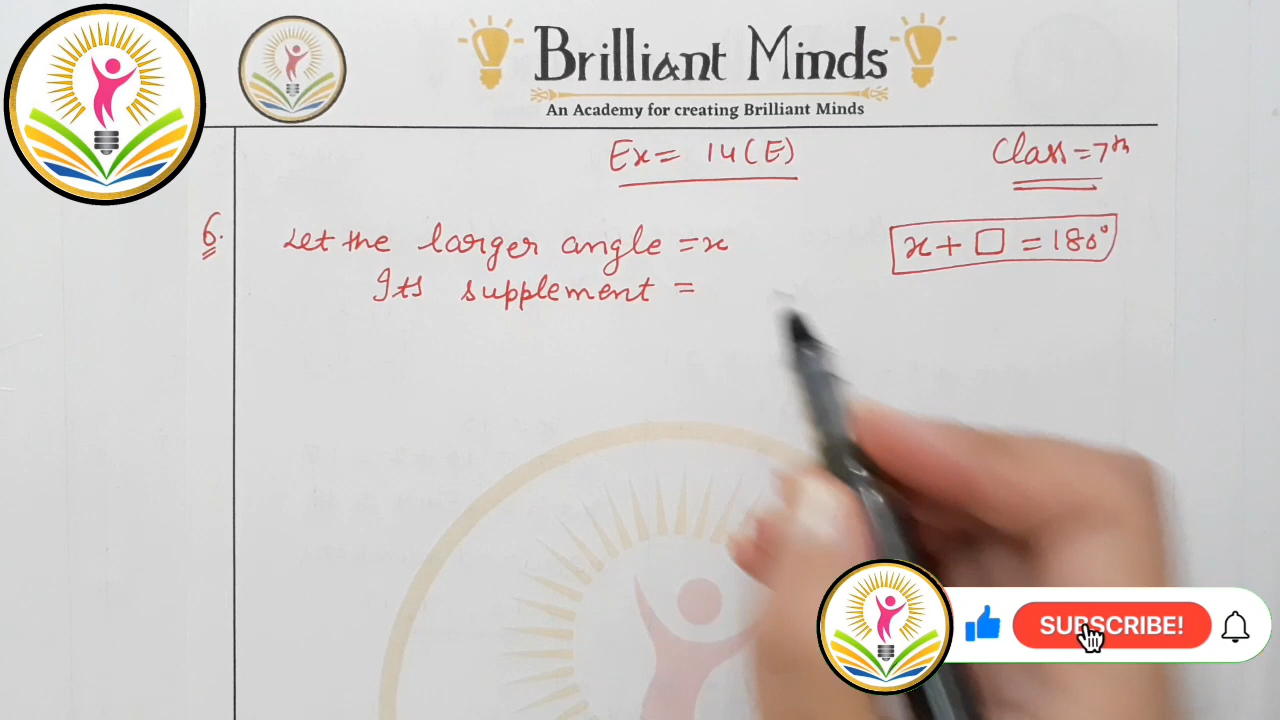 Brilliant Minds
An Academy for creating Brilliant Minds
Ex = 14(E)
Class = 7th
6.
Let the larger angle = x
x + □ = 180°
Its supplement =
SUBSCRIBE!